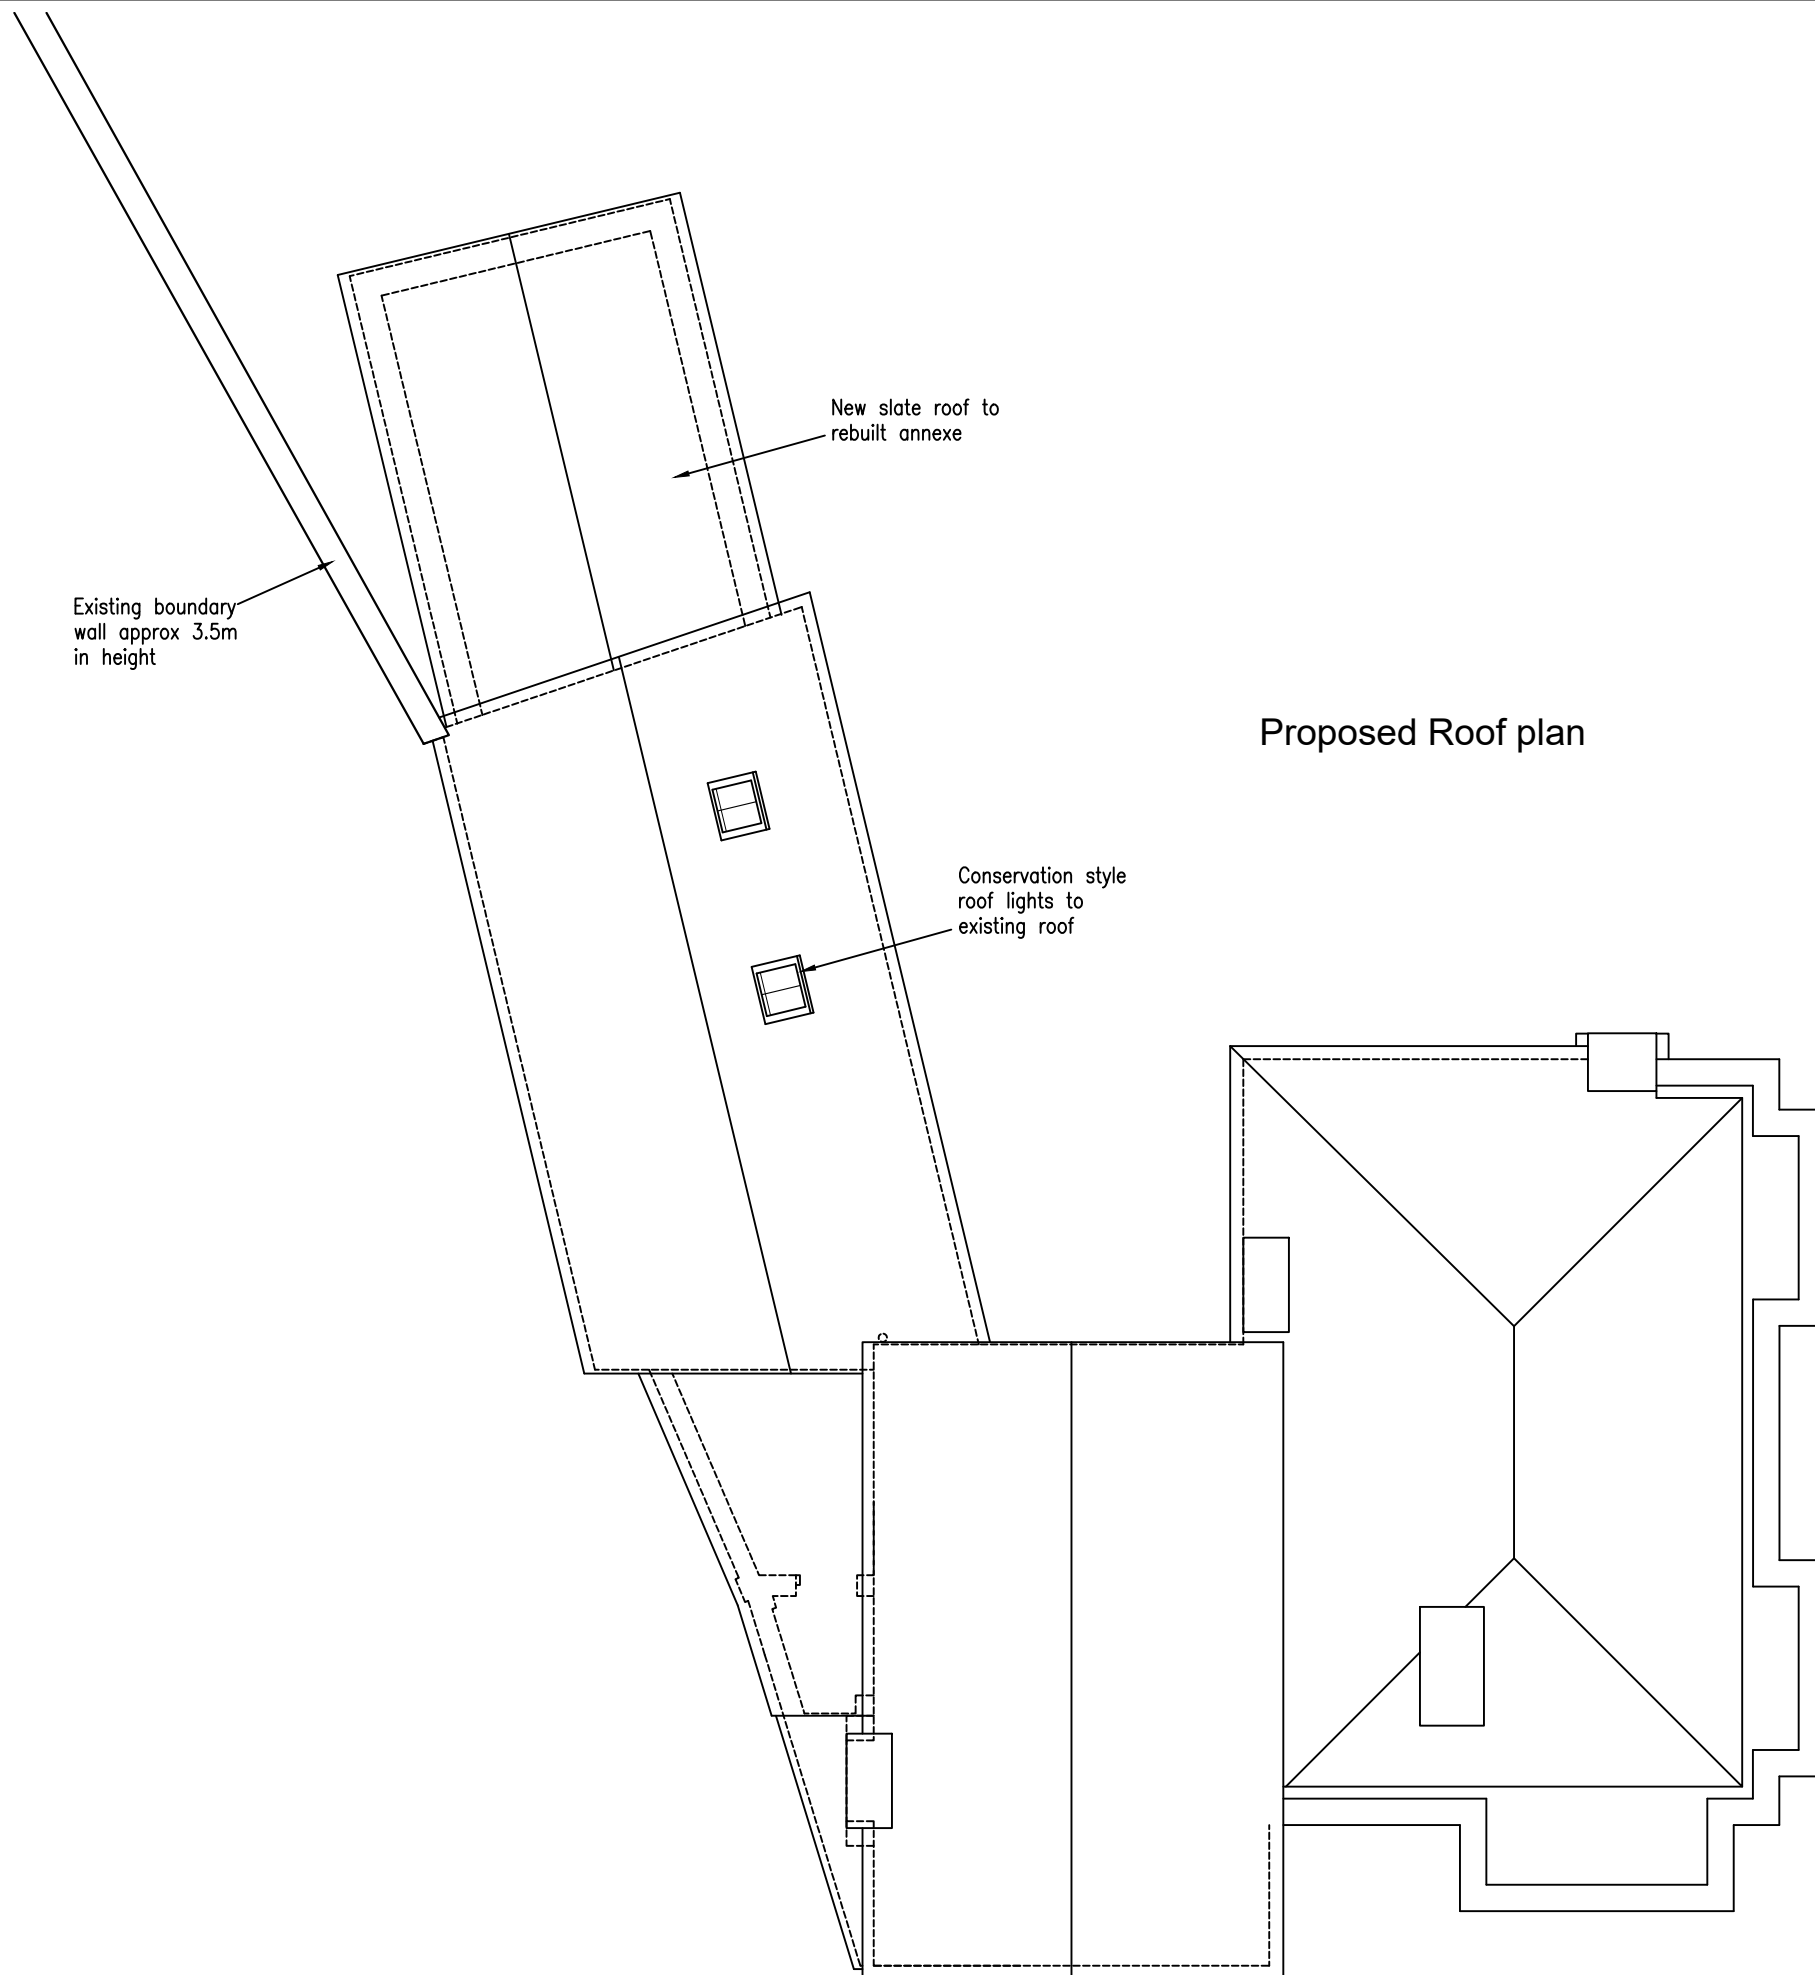 New slate roof to
rebuilt annexe
Existing boundary
wall approx 3.5m
in height
Proposed Roof plan
Conservation style
roof lights to
existing roof